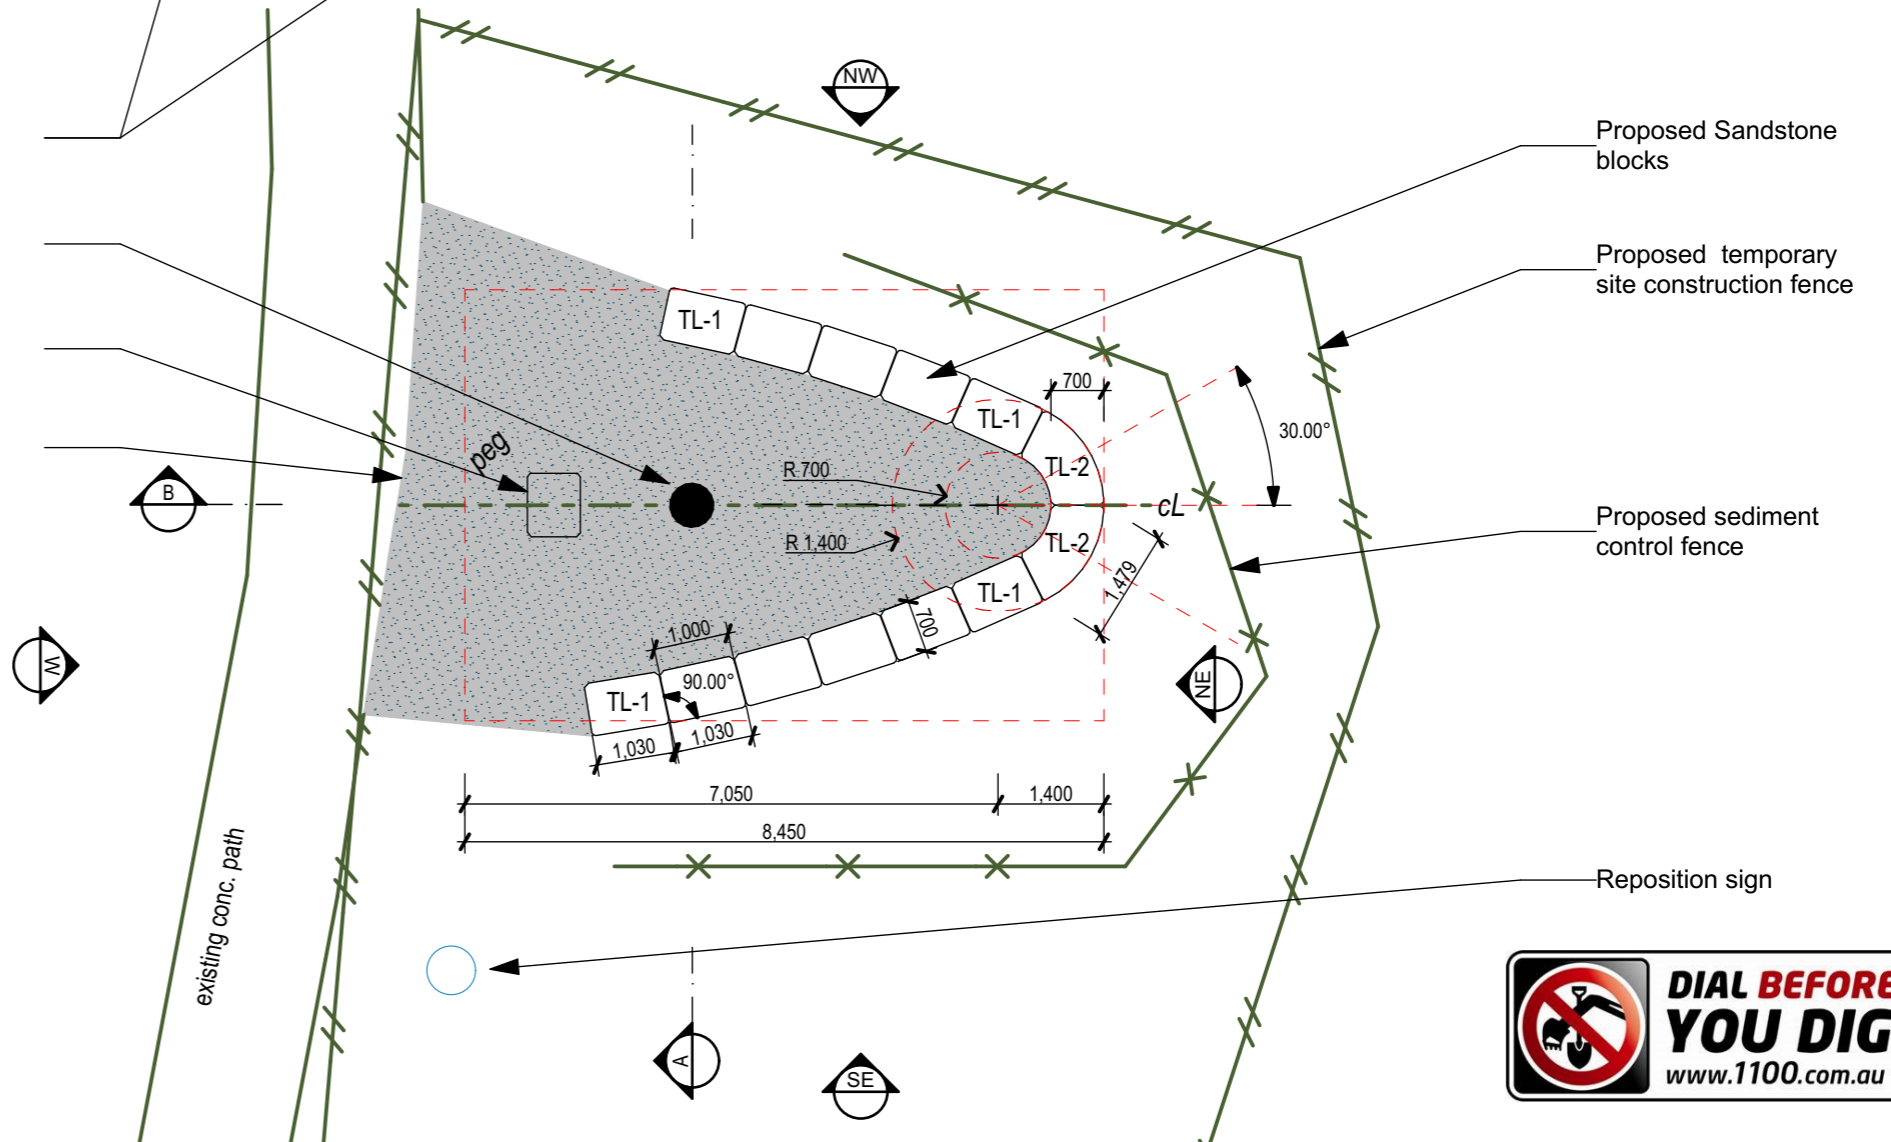 NW
Proposed Sandstone
blocks
Proposed temporary
site construction fence
TL-1
700
TL-1
30.00°
peg
R 700
TL-2
B
cL
R 1,400
TL-2
Proposed sediment
control fence
1,479
TL-1
700
1,000
W
90.00°
NE
TL-1
1,030
1,030
7,050
1,400
8,450
existing conc. path
Reposition sign
A
SE
DIAL BEFORE
YOU DIG
www.1100.com.au